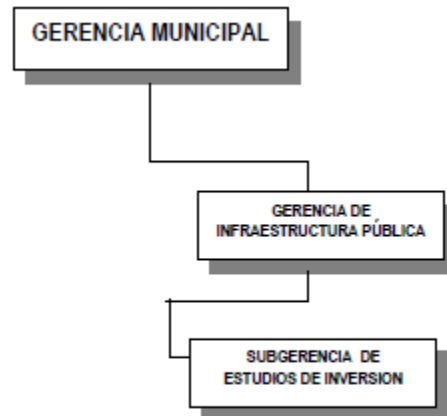 GERENCIA MUNICIPAL
GERENCIA DE
INFRAESTRUCTURA PÚBLICA
SUBGERENCIA DE
ESTUDIOS DE INVERSION